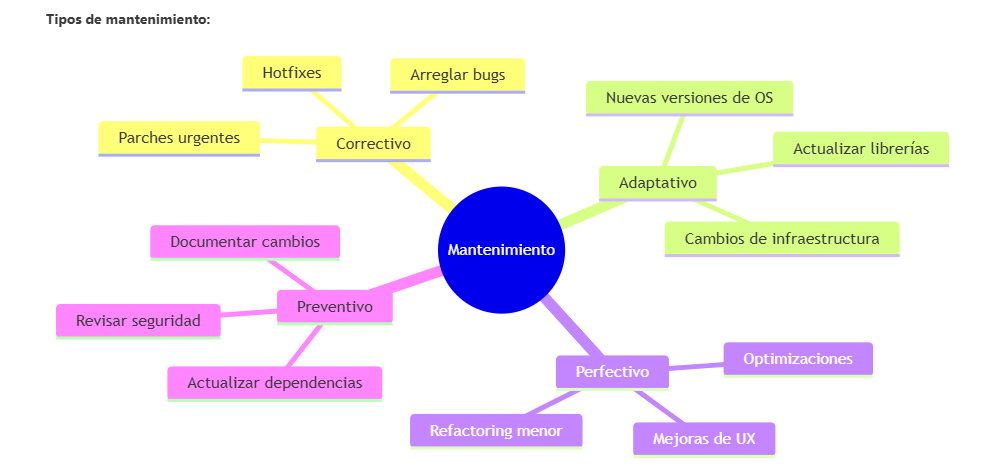 Tipos de mantenimiento:
Hotfixes
Arreglar bugs
Parches urgentes
Correctivo
Nuevas versiones de OS
Actualizar librerías
Adaptativo
Cambios de infraestructura
Mantenimiento
Documentar cambios
Preventivo
Revisar seguridad
Actualizar dependencias
Optimizaciones
Perfectivo
Refactoring menor
Mejoras de UX